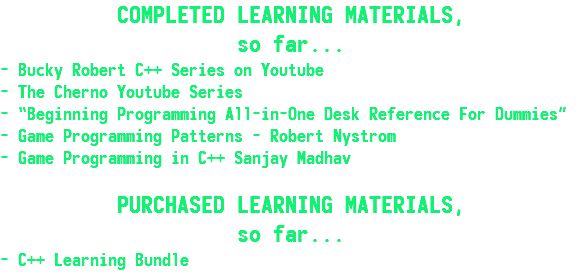 COMPLETED LEARNING MATERIALS,
so far...
- Bucky Robert C++ Series on Youtube
- The Cherno Youtube Series
- “Beginning Programming All-in-One Desk Reference For Dummies”
- Game Programming Patterns - Robert Nystrom
- Game Programming in C++ Sanjay Madhav
PURCHASED LEARNING MATERIALS,
so far...
- C++ Learning Bundle